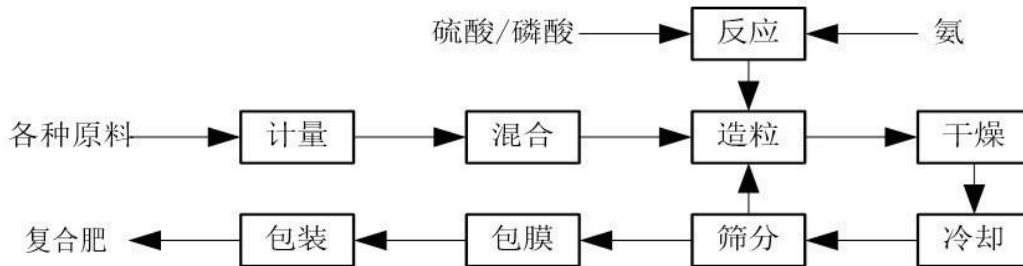 硫酸/磷酸 反应 氨
各种原料 计量 混合 造粒 干燥
复合肥 包装 包膜 筛分 冷却